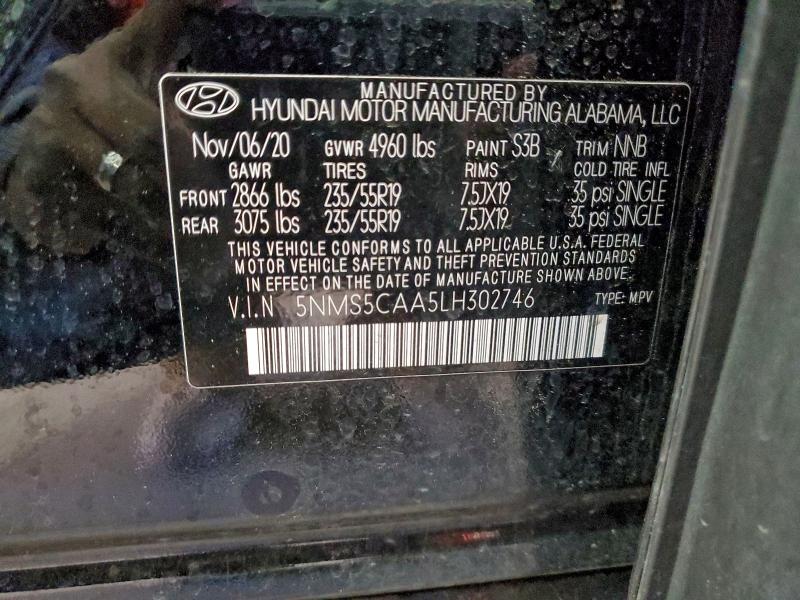 MANUFACTURED BY
HYUNDAI MOTOR MANUFACTURING ALABAMA, LLC
Nov/06/20 GVWR 4960 lbs PAINT S3B TRIM NNB
GAWR TIRES RIMS COLD TIRE INFL
FRONT 2866 lbs 235/55R19 7.5JX19 35 psi SINGLE
REAR 3075 lbs 235/55R19 7.5JX19 35 psi SINGLE
THIS VEHICLE CONFORMS TO ALL APPLICABLE U.S.A. FEDERAL
MOTOR VEHICLE SAFETY AND THEFT PREVENTION STANDARDS
IN EFFECT ON THE DATE OF MANUFACTURE SHOWN ABOVE.
V.I.N 5NMS5CAA5LH302746 TYPE: MPV